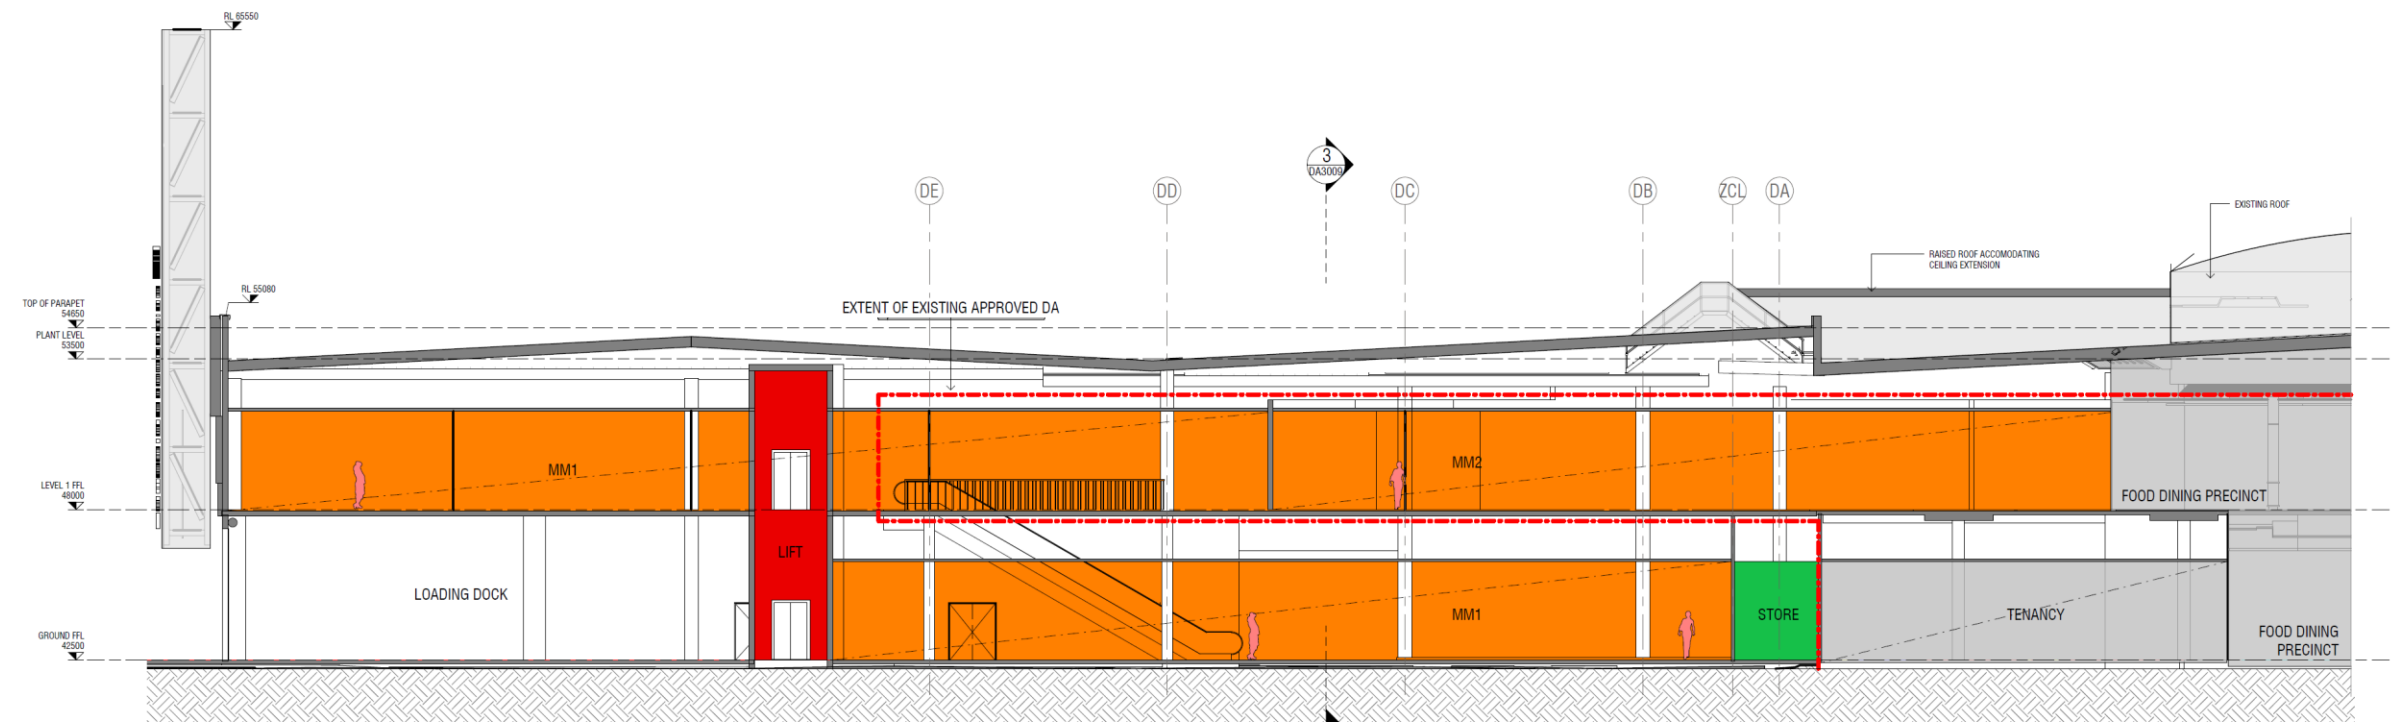 RL 65550
3
DA3009
DE
DD
DC
DB
ZCL
DA
EXISTING ROOF
RAISED ROOF ACCOMODATING
CEILING EXTENSION
RL 55080
TOP OF PARAPET
54650
EXTENT OF EXISTING APPROVED DA
PLANT LEVEL
53500
MM1
MM2
LEVEL 1 FFL
48000
FOOD DINING PRECINCT
LIFT
LOADING DOCK
MM1
STORE
TENANCY
GROUND FFL
42500
FOOD DINING
PRECINCT